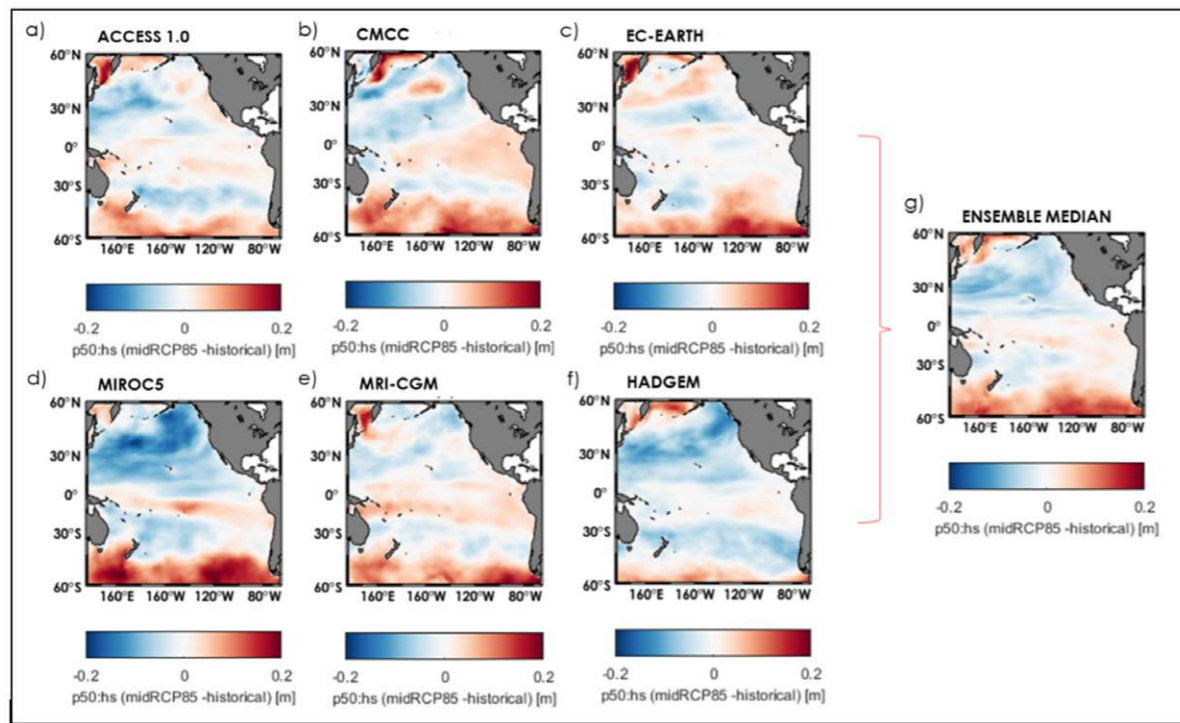 a) ACCESS 1.0
60°N
30°N
0°
30°S
60°S
160°E 160°W 120°W 80°W
-0.2 0 0.2
p50:hs (midRCP85 -historical) [m]
b) CMCC
60°N
30°N
0°
30°S
60°S
160°E 160°W 120°W 80°W
-0.2 0 0.2
p50:hs (midRCP85 -historical) [m]
c) EC-EARTH
60°N
30°N
0°
30°S
60°S
160°E 160°W 120°W 80°W
-0.2 0 0.2
p50:hs (midRCP85 -historical) [m]
d) MIROC5
60°N
30°N
0°
30°S
60°S
160°E 160°W 120°W 80°W
-0.2 0 0.2
p50:hs (midRCP85 -historical) [m]
e) MRI-CGM
60°N
30°N
0°
30°S
60°S
160°E 160°W 120°W 80°W
-0.2 0 0.2
p50:hs (midRCP85 -historical) [m]
f) HADGEM
60°N
30°N
0°
30°S
60°S
160°E 160°W 120°W 80°W
-0.2 0 0.2
p50:hs (midRCP85 -historical) [m]
g) ENSEMBLE MEDIAN
60°N
30°N
0°
30°S
60°S
160°E 160°W 120°W 80°W
-0.2 0 0.2
p50:hs (midRCP85 -historical) [m]